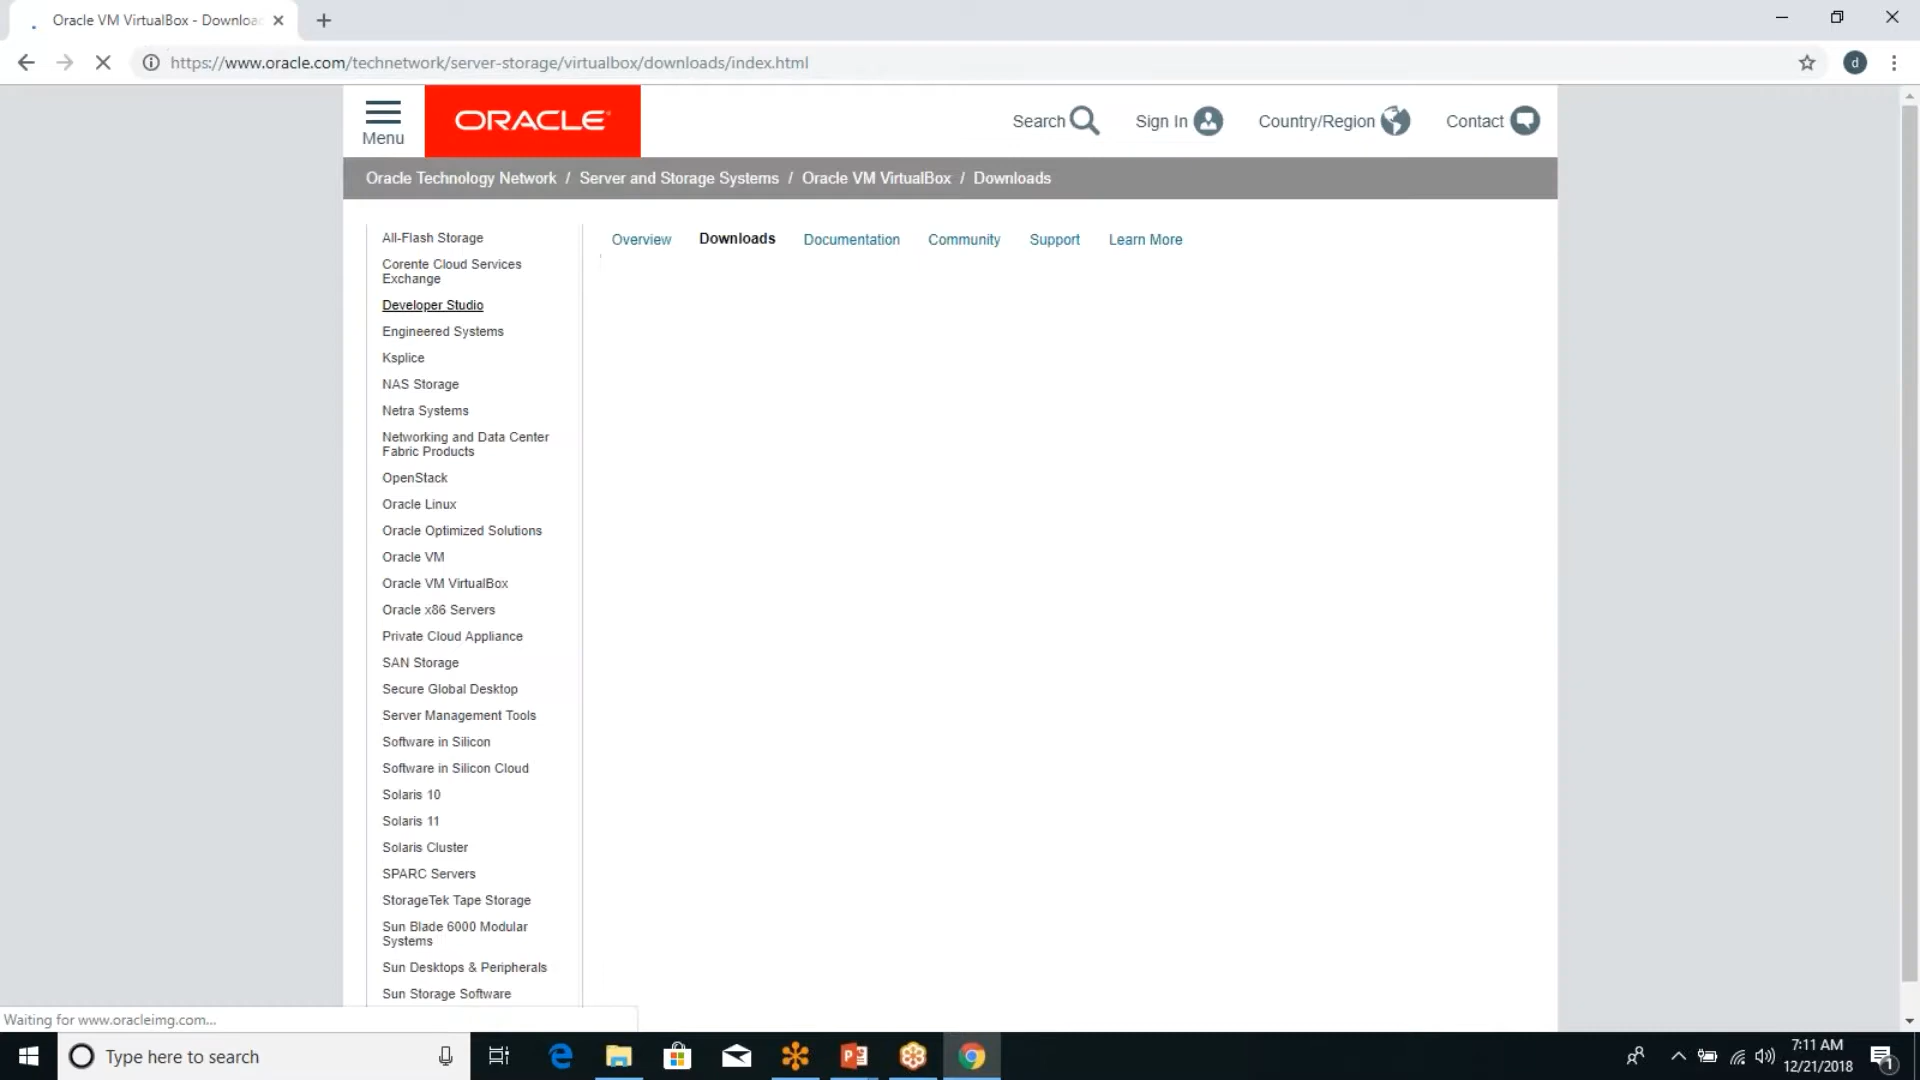 Oracle VM VirtualBox - Downloa
https://www.oracle.com/technetwork/server-storage/virtualbox/downloads/index.html
d
Menu
ORACLE
Search
Sign In
Country/Region
Contact
Oracle Technology Network / Server and Storage Systems / Oracle VM VirtualBox / Downloads
Overview
Downloads
Documentation
Community
Support
Learn More
All-Flash Storage
Corente Cloud Services
Exchange
Developer Studio
Engineered Systems
Ksplice
NAS Storage
Netra Systems
Networking and Data Center
Fabric Products
OpenStack
Oracle Linux
Oracle Optimized Solutions
Oracle VM
Oracle VM VirtualBox
Oracle x86 Servers
Private Cloud Appliance
SAN Storage
Secure Global Desktop
Server Management Tools
Software in Silicon
Software in Silicon Cloud
Solaris 10
Solaris 11
Solaris Cluster
SPARC Servers
StorageTek Tape Storage
Sun Blade 6000 Modular
Systems
Sun Desktops & Peripherals
Sun Storage Software
Waiting for www.oracleimg.com...
Type here to search
7:11 AM
12/21/2018
1